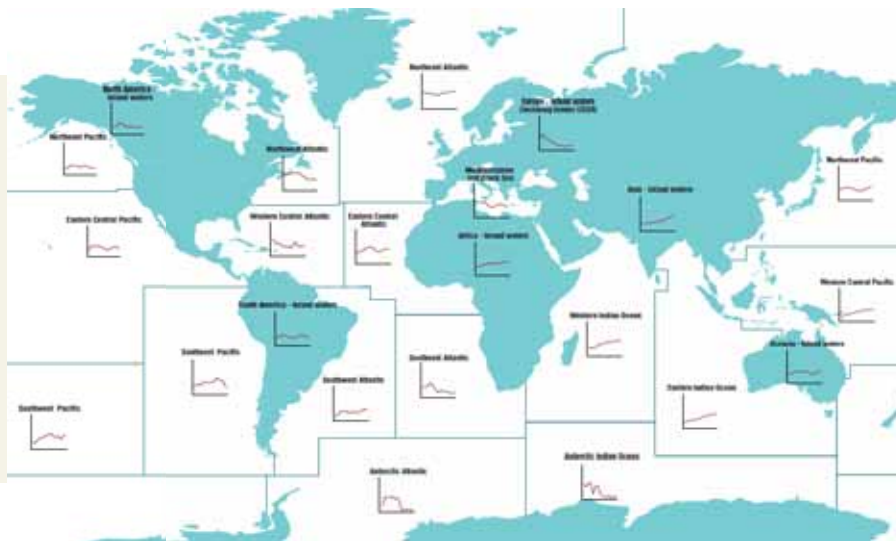 Northeast Atlantic
North America -
Inland waters
Europe - Inland waters
Northeast Pacific
Northwest Atlantic
Northwest Pacific
Mediterranean
and Black Sea
Asia - Inland waters
Eastern Central Pacific
Western Central Atlantic
Eastern Central
Atlantic
Africa - Inland waters
Western Central Pacific
South America - Inland waters
Western Indian Ocean
Oceania - Inland waters
Southeast Pacific
Southeast Atlantic
Southwest Atlantic
Eastern Indian Ocean
Southwest Pacific
Antarctic Atlantic
Antarctic Indian Ocean